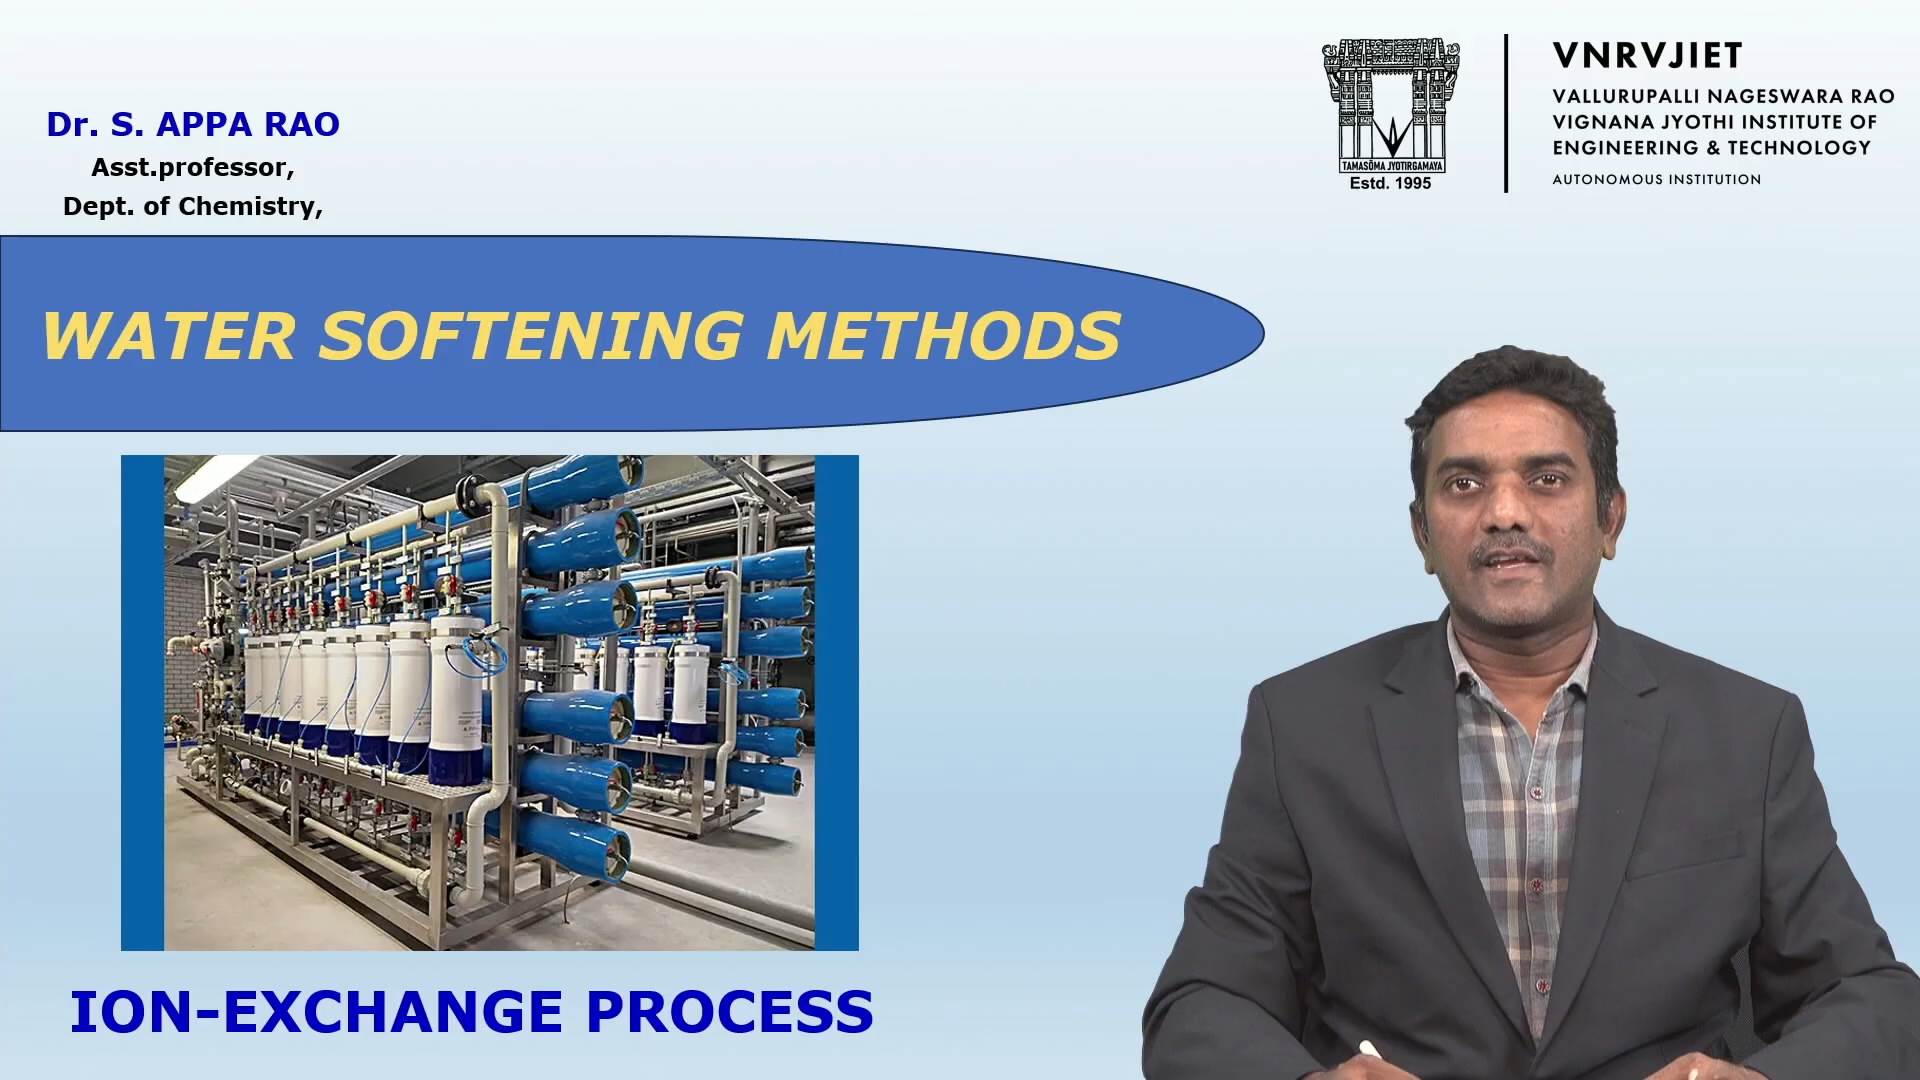 Dr. S. APPA RAO
Asst.professor,
Dept. of Chemistry,
TAMASŌMA JYOTIRGAMAYA
Estd. 1995
VNRVJIET
VALLURUPALLI NAGESWARA RAO
VIGNANA JYOTHI INSTITUTE OF
ENGINEERING & TECHNOLOGY
AUTONOMOUS INSTITUTION
WATER SOFTENING METHODS
ION-EXCHANGE PROCESS